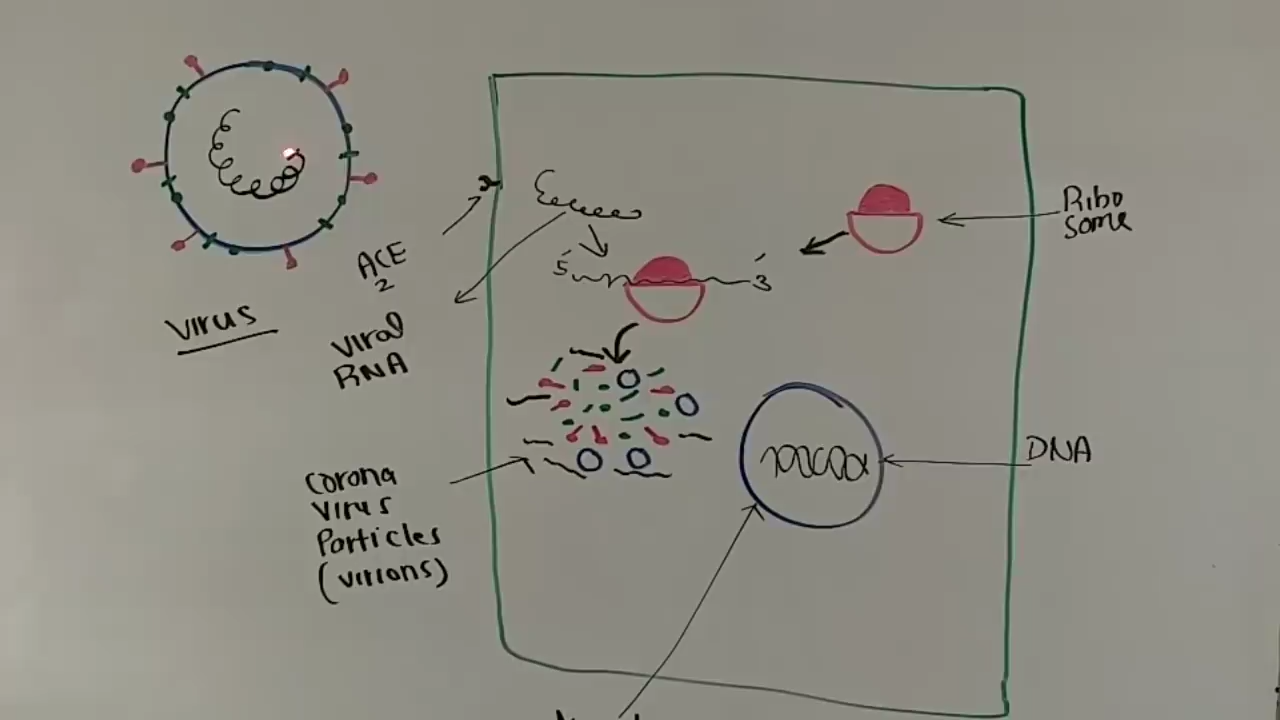 Virus
ACE
2
Viral
RNA
5'
3'
Ribo
some
DNA
Corona
Virus
Particles
(virions)